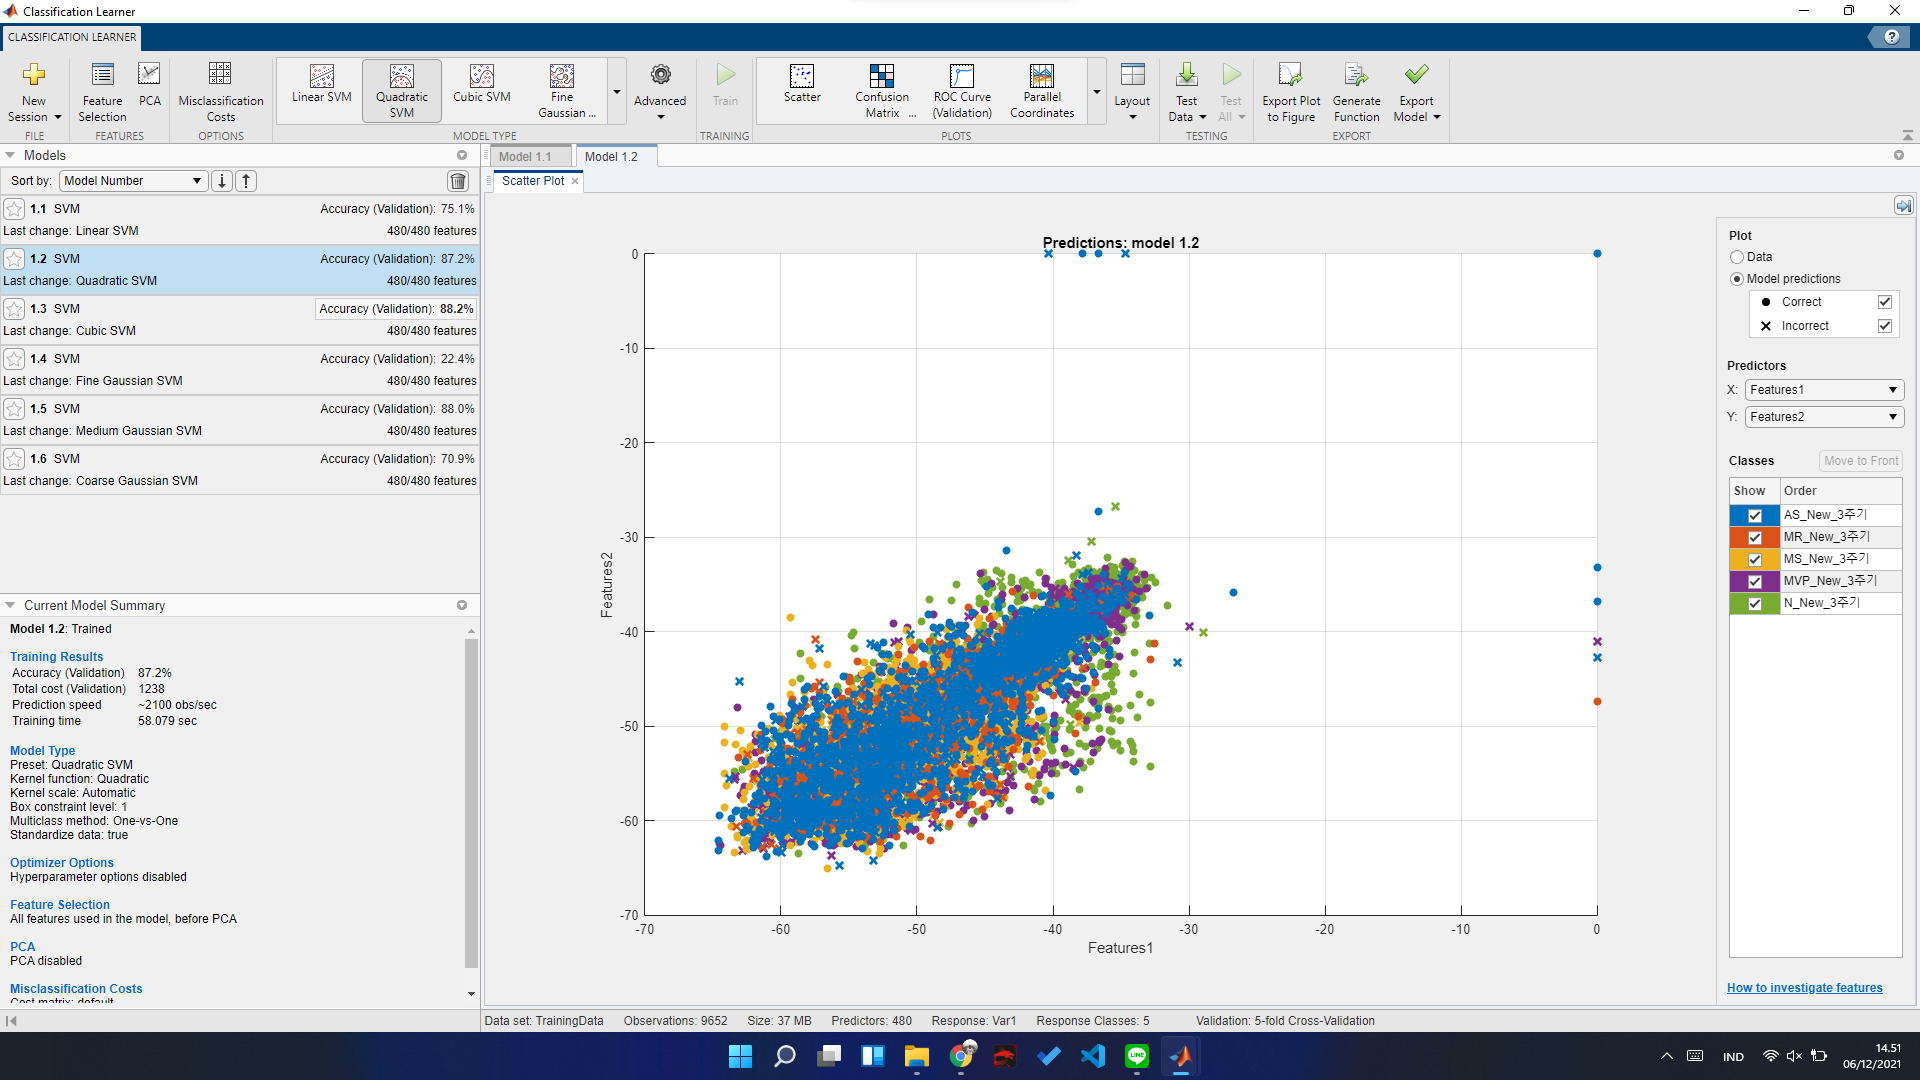 Classification Learner
CLASSIFICATION LEARNER
New Session
Feature Selection
PCA
Misclassification Costs
Linear SVM
Quadratic SVM
Cubic SVM
Fine Gaussian ...
Advanced
Train
Scatter
Confusion Matrix ...
ROC Curve (Validation)
Parallel Coordinates
Layout
Test Data
Test All
Export Plot to Figure
Generate Function
Export Model
FILE
FEATURES
OPTIONS
MODEL TYPE
TRAINING
PLOTS
TESTING
EXPORT
Models
Sort by: Model Number
1.1 SVM Accuracy (Validation): 75.1%
Last change: Linear SVM 480/480 features
1.2 SVM Accuracy (Validation): 87.2%
Last change: Quadratic SVM 480/480 features
1.3 SVM Accuracy (Validation): 88.2%
Last change: Cubic SVM 480/480 features
1.4 SVM Accuracy (Validation): 22.4%
Last change: Fine Gaussian SVM 480/480 features
1.5 SVM Accuracy (Validation): 88.0%
Last change: Medium Gaussian SVM 480/480 features
1.6 SVM Accuracy (Validation): 70.9%
Last change: Coarse Gaussian SVM 480/480 features
Current Model Summary
Model 1.2: Trained
Training Results
Accuracy (Validation) 87.2%
Total cost (Validation) 1238
Prediction speed ~2100 obs/sec
Training time 58.079 sec
Model Type
Preset: Quadratic SVM
Kernel function: Quadratic
Kernel scale: Automatic
Box constraint level: 1
Multiclass method: One-vs-One
Standardize data: true
Optimizer Options
Hyperparameter options disabled
Feature Selection
All features used in the model, before PCA
PCA
PCA disabled
Misclassification Costs
Cost matrix: default
Model 1.1
Model 1.2
Scatter Plot
Predictions: model 1.2
0
-10
-20
-30
-40
-50
-60
-70
Features2
-70 -60 -50 -40 -30 -20 -10 0
Features1
Plot
Data
Model predictions
Correct
Incorrect
Predictors
X: Features1
Y: Features2
Classes Move to Front
Show Order
AS_New_3주기
MR_New_3주기
MS_New_3주기
MVP_New_3주기
N_New_3주기
How to investigate features
Data set: TrainingData Observations: 9652 Size: 37 MB Predictors: 480 Response: Var1 Response Classes: 5 Validation: 5-fold Cross-Validation
LINE
IND
14.51
06/12/2021